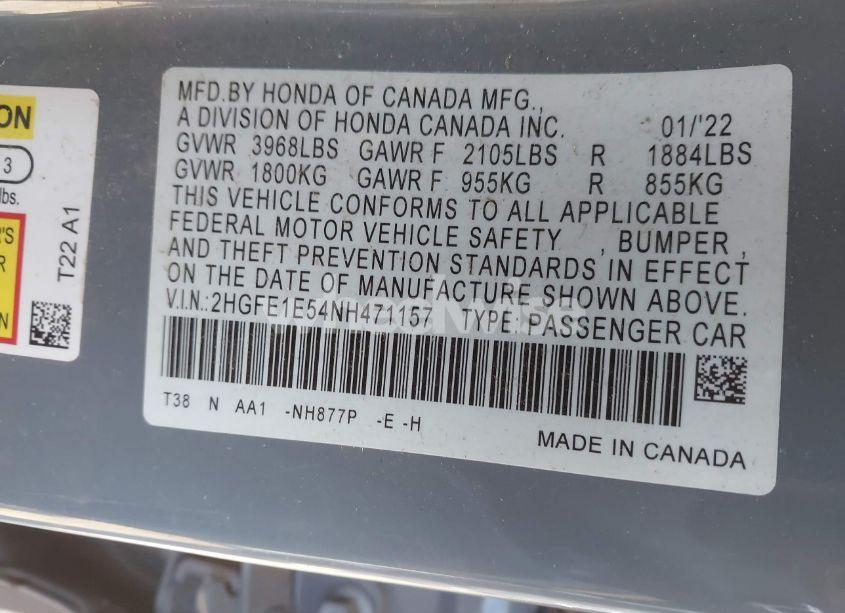 ON
3
lbs.
R'S
R
N
T22 A1
MFD.BY HONDA OF CANADA MFG.,
A DIVISION OF HONDA CANADA INC. 01/'22
GVWR 3968LBS GAWR F 2105LBS R 1884LBS
GVWR 1800KG GAWR F 955KG R 855KG
THIS VEHICLE CONFORMS TO ALL APPLICABLE
FEDERAL MOTOR VEHICLE SAFETY , BUMPER ,
AND THEFT PREVENTION STANDARDS IN EFFECT
ON THE DATE OF MANUFACTURE SHOWN ABOVE.
V.I.N.:2HGFE1E54NH471157 TYPE:PASSENGER CAR
T38 N AA1 -NH877P -E -H
MADE IN CANADA